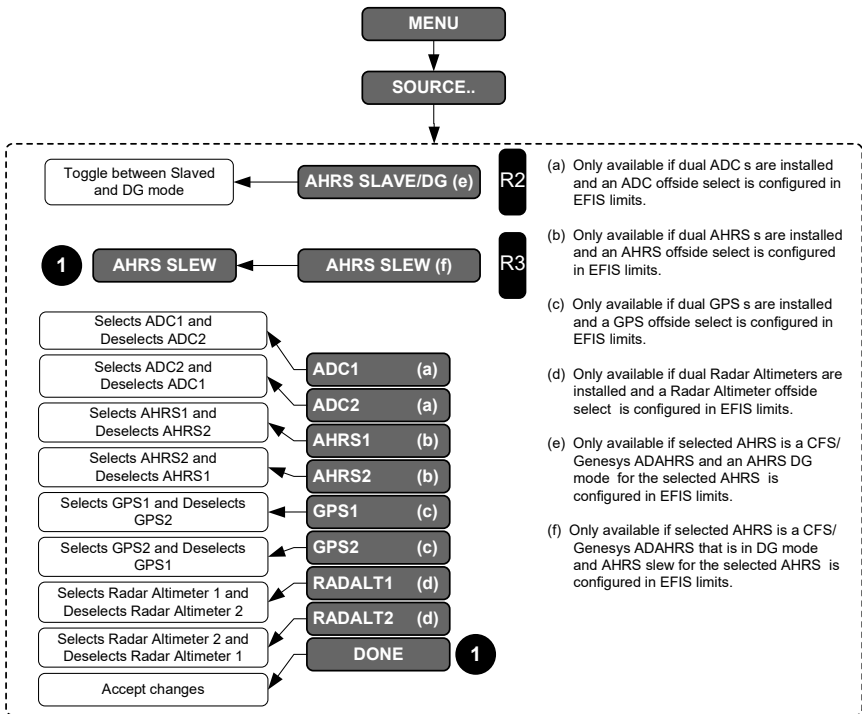 MENU
SOURCE..
Toggle between Slaved
and DG mode
AHRS SLAVE/DG (e)
R2
1
AHRS SLEW
AHRS SLEW (f)
R3
Selects ADC1 and
Deselects ADC2
ADC1 (a)
Selects ADC2 and
Deselects ADC1
ADC2 (a)
Selects AHRS1 and
Deselects AHRS2
AHRS1 (b)
Selects AHRS2 and
Deselects AHRS1
AHRS2 (b)
Selects GPS1 and Deselects
GPS2
GPS1 (c)
Selects GPS2 and Deselects
GPS1
GPS2 (c)
Selects Radar Altimeter 1 and
Deselects Radar Altimeter 2
RADALT1 (d)
Selects Radar Altimeter 2 and
Deselects Radar Altimeter 1
RADALT2 (d)
Accept changes
DONE
1
(a) Only available if dual ADC s are installed
and an ADC offside select is configured in
EFIS limits.
(b) Only available if dual AHRS s are installed
and an AHRS offside select is configured
in EFIS limits.
(c) Only available if dual GPS s are installed
and a GPS offside select is configured in
EFIS limits.
(d) Only available if dual Radar Altimeters are
installed and a Radar Altimeter offside
select is configured in EFIS limits.
(e) Only available if selected AHRS is a CFS/
Genesys ADAHRS and an AHRS DG
mode for the selected AHRS is
configured in EFIS limits.
(f) Only available if selected AHRS is a CFS/
Genesys ADAHRS that is in DG mode
and AHRS slew for the selected AHRS is
configured in EFIS limits.